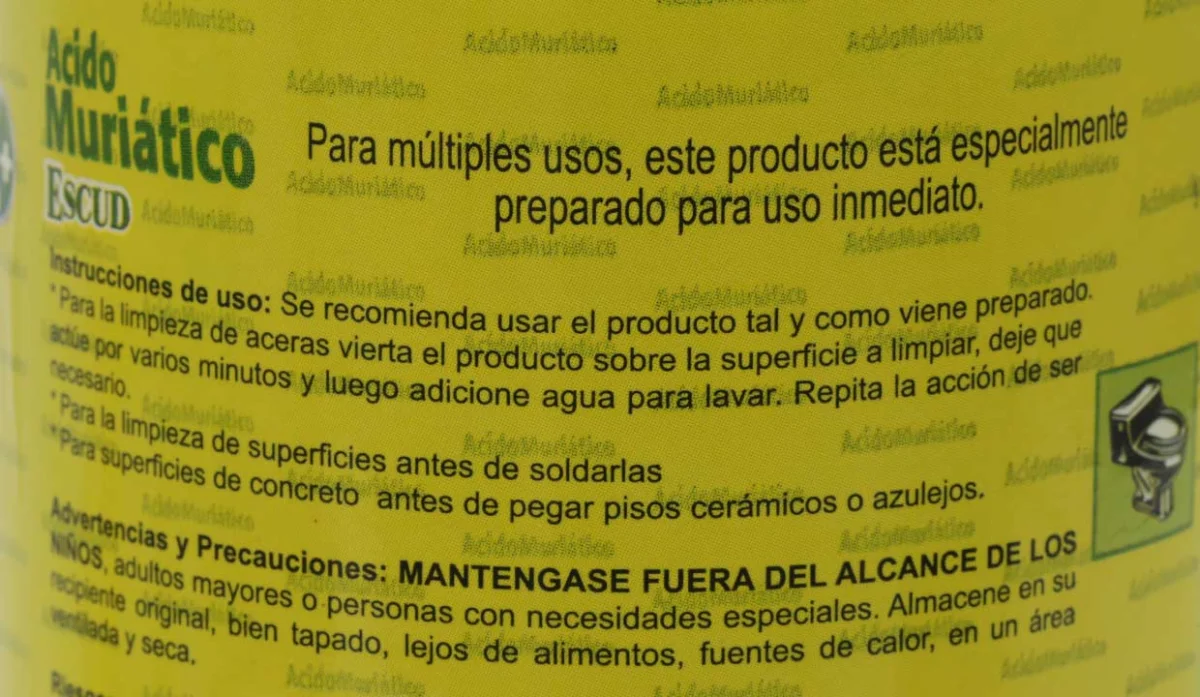 Acido
Muriático
ESCUD
Para múltiples usos, este producto está especialmente
preparado para uso inmediato.
Instrucciones de uso: Se recomienda usar el producto tal y como viene preparado.
* Para la limpieza de aceras vierta el producto sobre la superficie a limpiar, deje que
actúe por varios minutos y luego adicione agua para lavar. Repita la acción de ser
necesario.
* Para la limpieza de superficies antes de soldarlas
* Para superficies de concreto antes de pegar pisos cerámicos o azulejos.
Advertencias y Precauciones: MANTENGASE FUERA DEL ALCANCE DE LOS
NIÑOS, adultos mayores o personas con necesidades especiales. Almacene en su
recipiente original, bien tapado, lejos de alimentos, fuentes de calor, en un área
ventilada y seca.